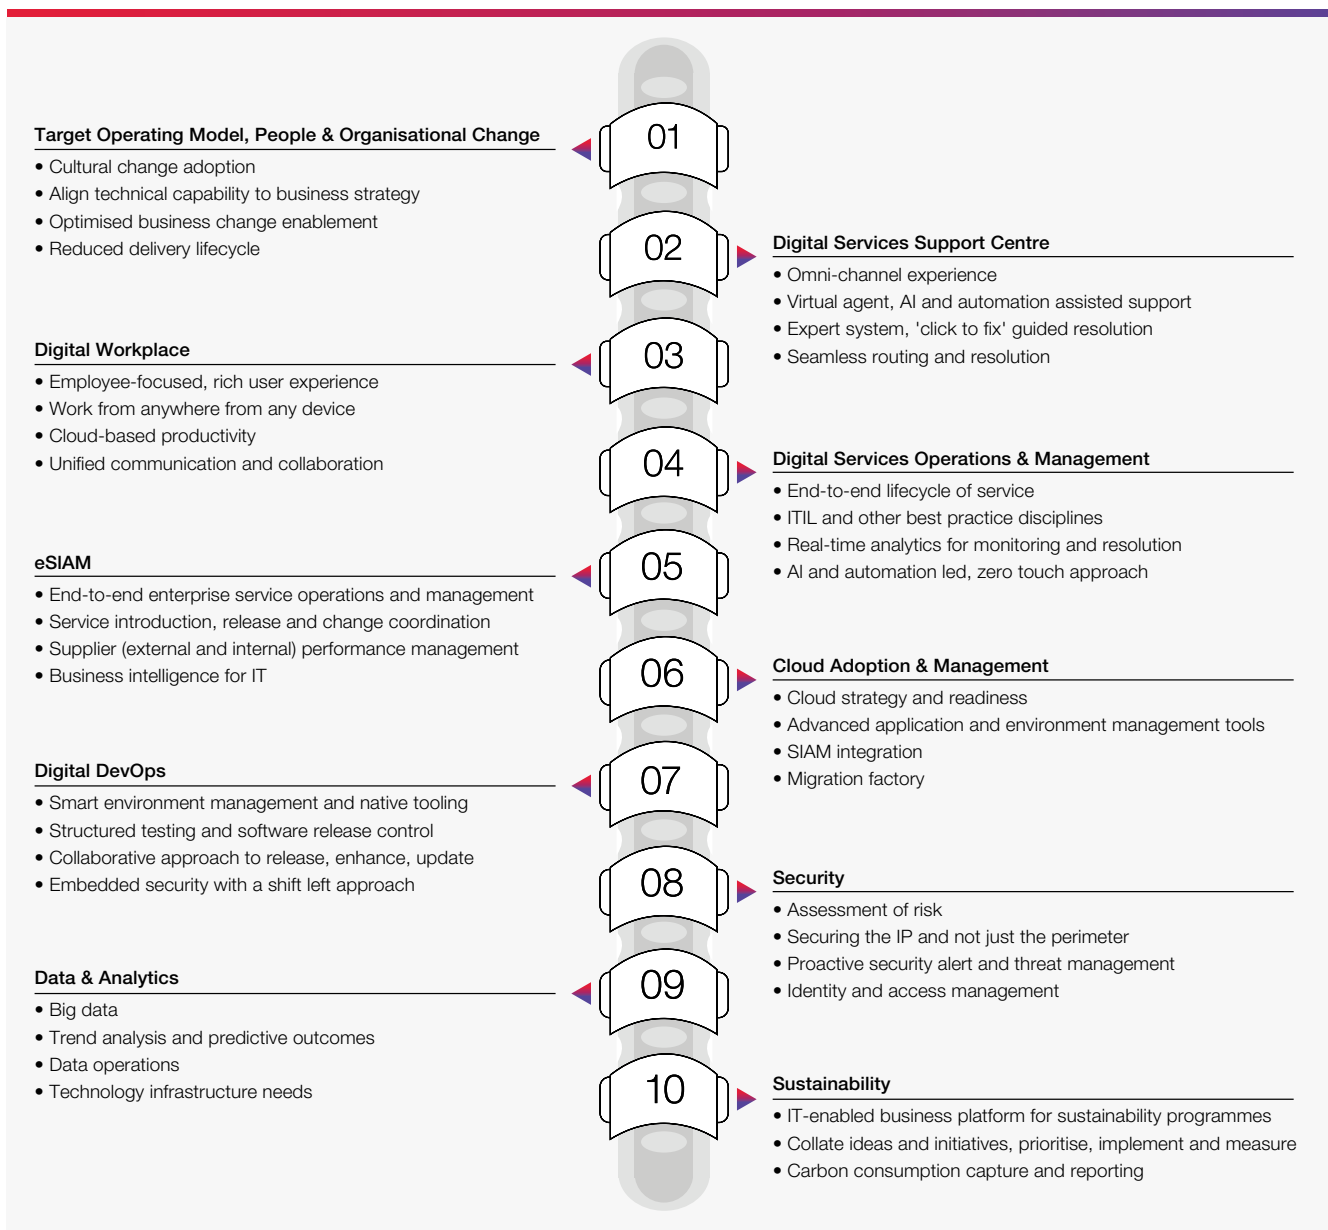 01
Target Operating Model, People & Organisational Change
• Cultural change adoption
• Align technical capability to business strategy
• Optimised business change enablement
• Reduced delivery lifecycle
02
Digital Services Support Centre
• Omni-channel experience
• Virtual agent, AI and automation assisted support
• Expert system, 'click to fix' guided resolution
• Seamless routing and resolution
03
Digital Workplace
• Employee-focused, rich user experience
• Work from anywhere from any device
• Cloud-based productivity
• Unified communication and collaboration
04
Digital Services Operations & Management
• End-to-end lifecycle of service
• ITIL and other best practice disciplines
• Real-time analytics for monitoring and resolution
• AI and automation led, zero touch approach
05
eSIAM
• End-to-end enterprise service operations and management
• Service introduction, release and change coordination
• Supplier (external and internal) performance management
• Business intelligence for IT
06
Cloud Adoption & Management
• Cloud strategy and readiness
• Advanced application and environment management tools
• SIAM integration
• Migration factory
07
Digital DevOps
• Smart environment management and native tooling
• Structured testing and software release control
• Collaborative approach to release, enhance, update
• Embedded security with a shift left approach
08
Security
• Assessment of risk
• Securing the IP and not just the perimeter
• Proactive security alert and threat management
• Identity and access management
09
Data & Analytics
• Big data
• Trend analysis and predictive outcomes
• Data operations
• Technology infrastructure needs
10
Sustainability
• IT-enabled business platform for sustainability programmes
• Collate ideas and initiatives, prioritise, implement and measure
• Carbon consumption capture and reporting